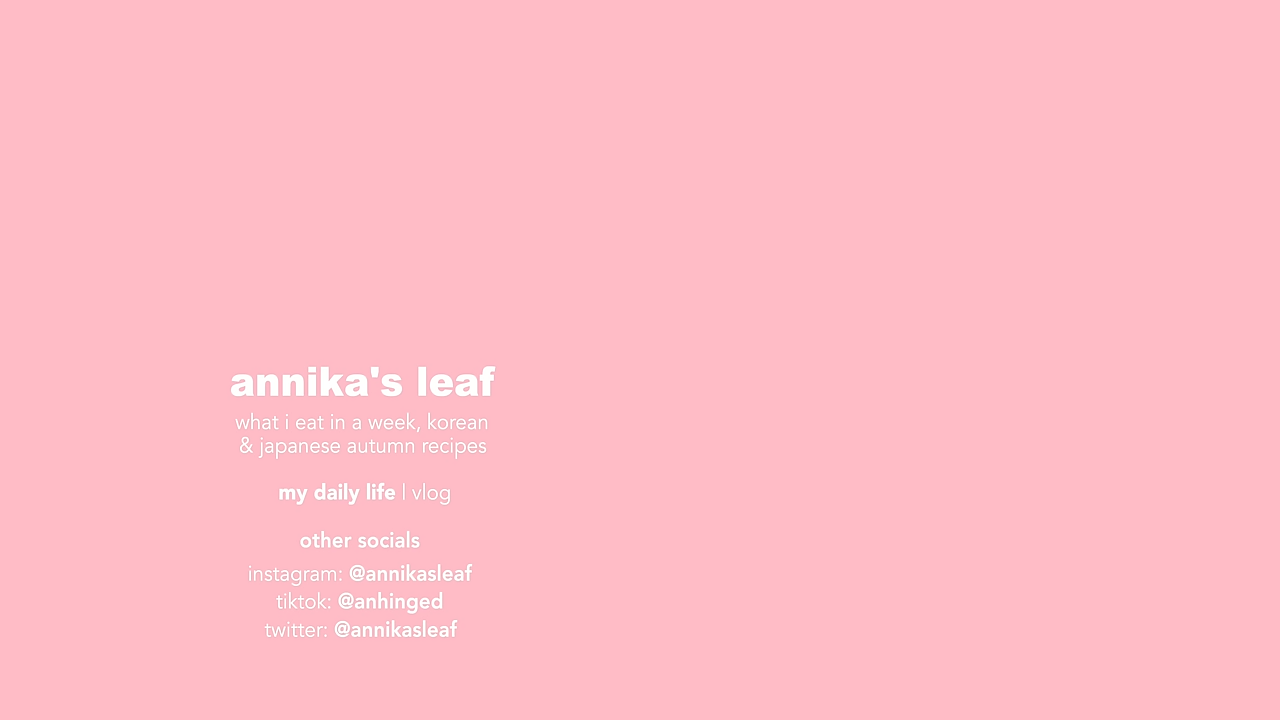 annika's leaf
what i eat in a week, korean
& japanese autumn recipes
my daily life | vlog
other socials
instagram: @annikasleaf
tiktok: @anhinged
twitter: @annikasleaf